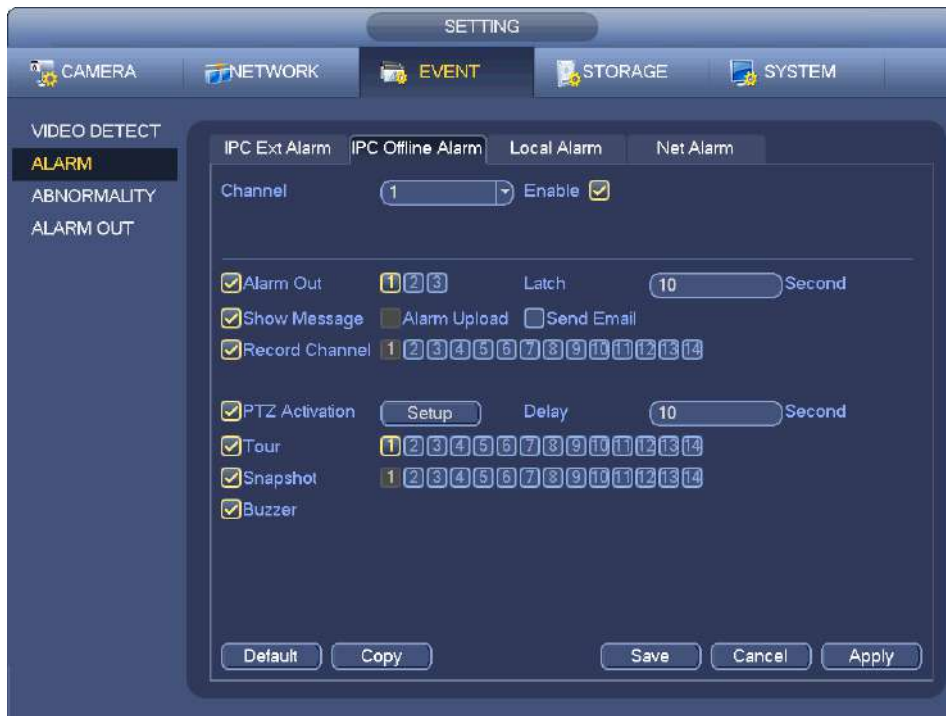 SETTING
CAMERA NETWORK EVENT STORAGE SYSTEM
VIDEO DETECT
ALARM
ABNORMALITY
ALARM OUT
IPC Ext Alarm IPC Offline Alarm Local Alarm Net Alarm
Channel 1 Enable
Alarm Out 1 2 3 Latch 10 Second
Show Message Alarm Upload Send Email
Record Channel 1 2 3 4 5 6 7 8 9 10 11 12 13 14
PTZ Activation Setup Delay 10 Second
Tour 1 2 3 4 5 6 7 8 9 10 11 12 13 14
Snapshot 1 2 3 4 5 6 7 8 9 10 11 12 13 14
Buzzer
Default Copy Save Cancel Apply